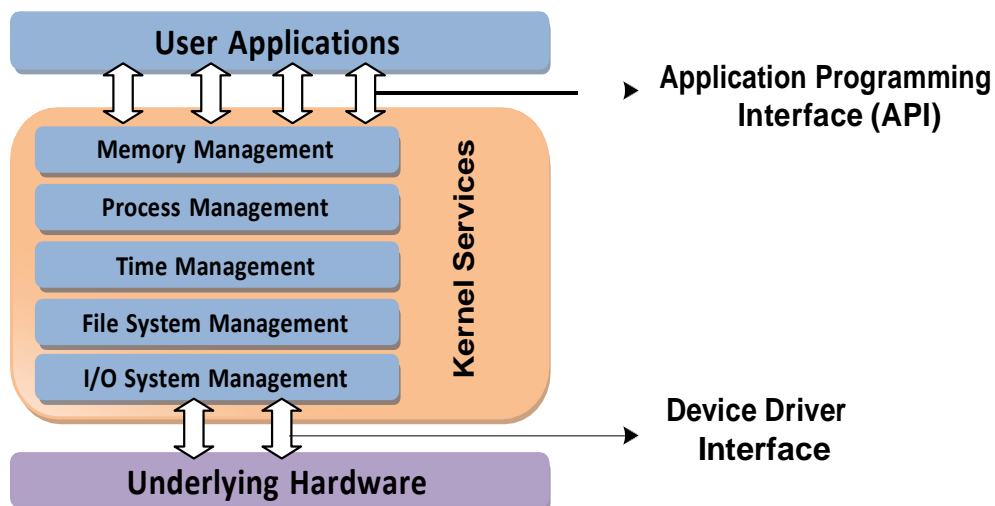 User Applications
Application Programming
Interface (API)
Memory Management
Process Management
Time Management
File System Management
I/O System Management
Kernel Services
Device Driver
Interface
Underlying Hardware